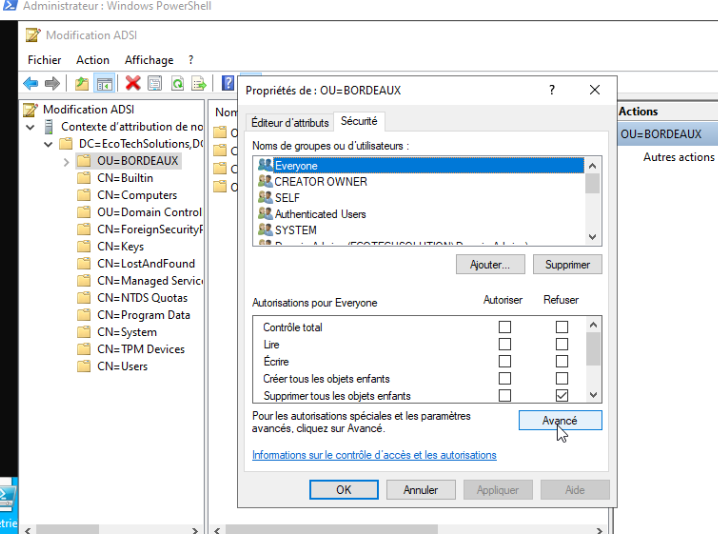 Administrateur : Windows PowerShell
Modification ADSI
Fichier Action Affichage ?
Modification ADSI
Contexte d'attribution de no
DC=EcoTechSolutions,D
OU=BORDEAUX
CN=Builtin
CN=Computers
OU=Domain Control
CN=ForeignSecurityP
CN=Keys
CN=LostAndFound
CN=Managed Servic
CN=NTDS Quotas
CN=Program Data
CN=System
CN=TPM Devices
CN=Users
Nom
Propriétés de : OU=BORDEAUX
? ×
Éditeur d'attributs Sécurité
Noms de groupes ou d'utilisateurs :
Everyone
CREATOR OWNER
SELF
Authenticated Users
SYSTEM
Ajouter... Supprimer
Autorisations pour Everyone Autoriser Refuser
Contrôle total
Lire
Écrire
Créer tous les objets enfants
Supprimer tous les objets enfants
Pour les autorisations spéciales et les paramètres
avancés, cliquez sur Avancé.
Avancé
Informations sur le contrôle d'accès et les autorisations
OK Annuler Appliquer Aide
Actions
OU=BORDEAUX
Autres actions
trie